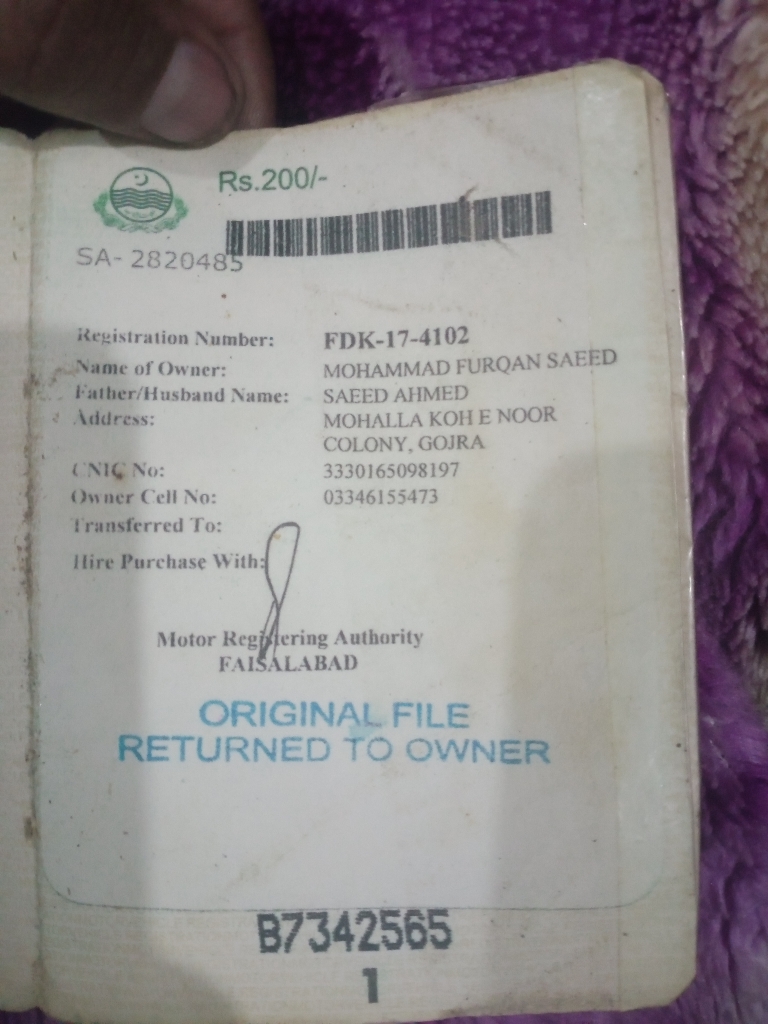 Rs.200/-
SA- 2820485
Registration Number: FDK-17-4102
Name of Owner: MOHAMMAD FURQAN SAEED
Father/Husband Name: SAEED AHMED
Address: MOHALLA KOH E NOOR
COLONY, GOJRA
CNIC No: 3330165098197
Owner Cell No: 03346155473
Transferred To:
Hire Purchase With:
Motor Registering Authority
FAISALABAD
ORIGINAL FILE
RETURNED TO OWNER
B7342565
1